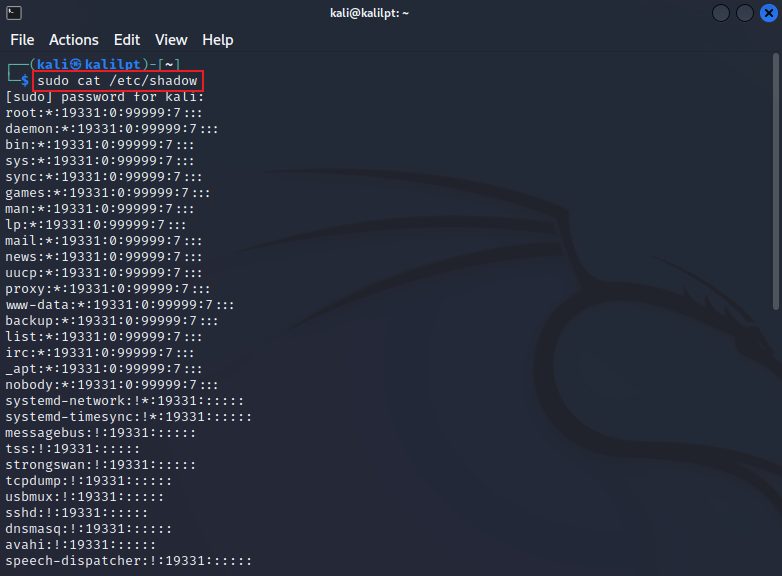 kali@kalilpt: ~
File Actions Edit View Help
┌──(kali㉿kalilpt)-[~]
└─$ sudo cat /etc/shadow
[sudo] password for kali:
root:*:19331:0:99999:7:::
daemon:*:19331:0:99999:7:::
bin:*:19331:0:99999:7:::
sys:*:19331:0:99999:7:::
sync:*:19331:0:99999:7:::
games:*:19331:0:99999:7:::
man:*:19331:0:99999:7:::
lp:*:19331:0:99999:7:::
mail:*:19331:0:99999:7:::
news:*:19331:0:99999:7:::
uucp:*:19331:0:99999:7:::
proxy:*:19331:0:99999:7:::
www-data:*:19331:0:99999:7:::
backup:*:19331:0:99999:7:::
list:*:19331:0:99999:7:::
irc:*:19331:0:99999:7:::
_apt:*:19331:0:99999:7:::
nobody:*:19331:0:99999:7:::
systemd-network:!*:19331::::::
systemd-timesync:!*:19331::::::
messagebus:!:19331::::::
tss:!:19331::::::
strongswan:!:19331::::::
tcpdump:!:19331::::::
usbmux:!:19331::::::
sshd:!:19331::::::
dnsmasq:!:19331::::::
avahi:!:19331::::::
speech-dispatcher:!:19331::::::